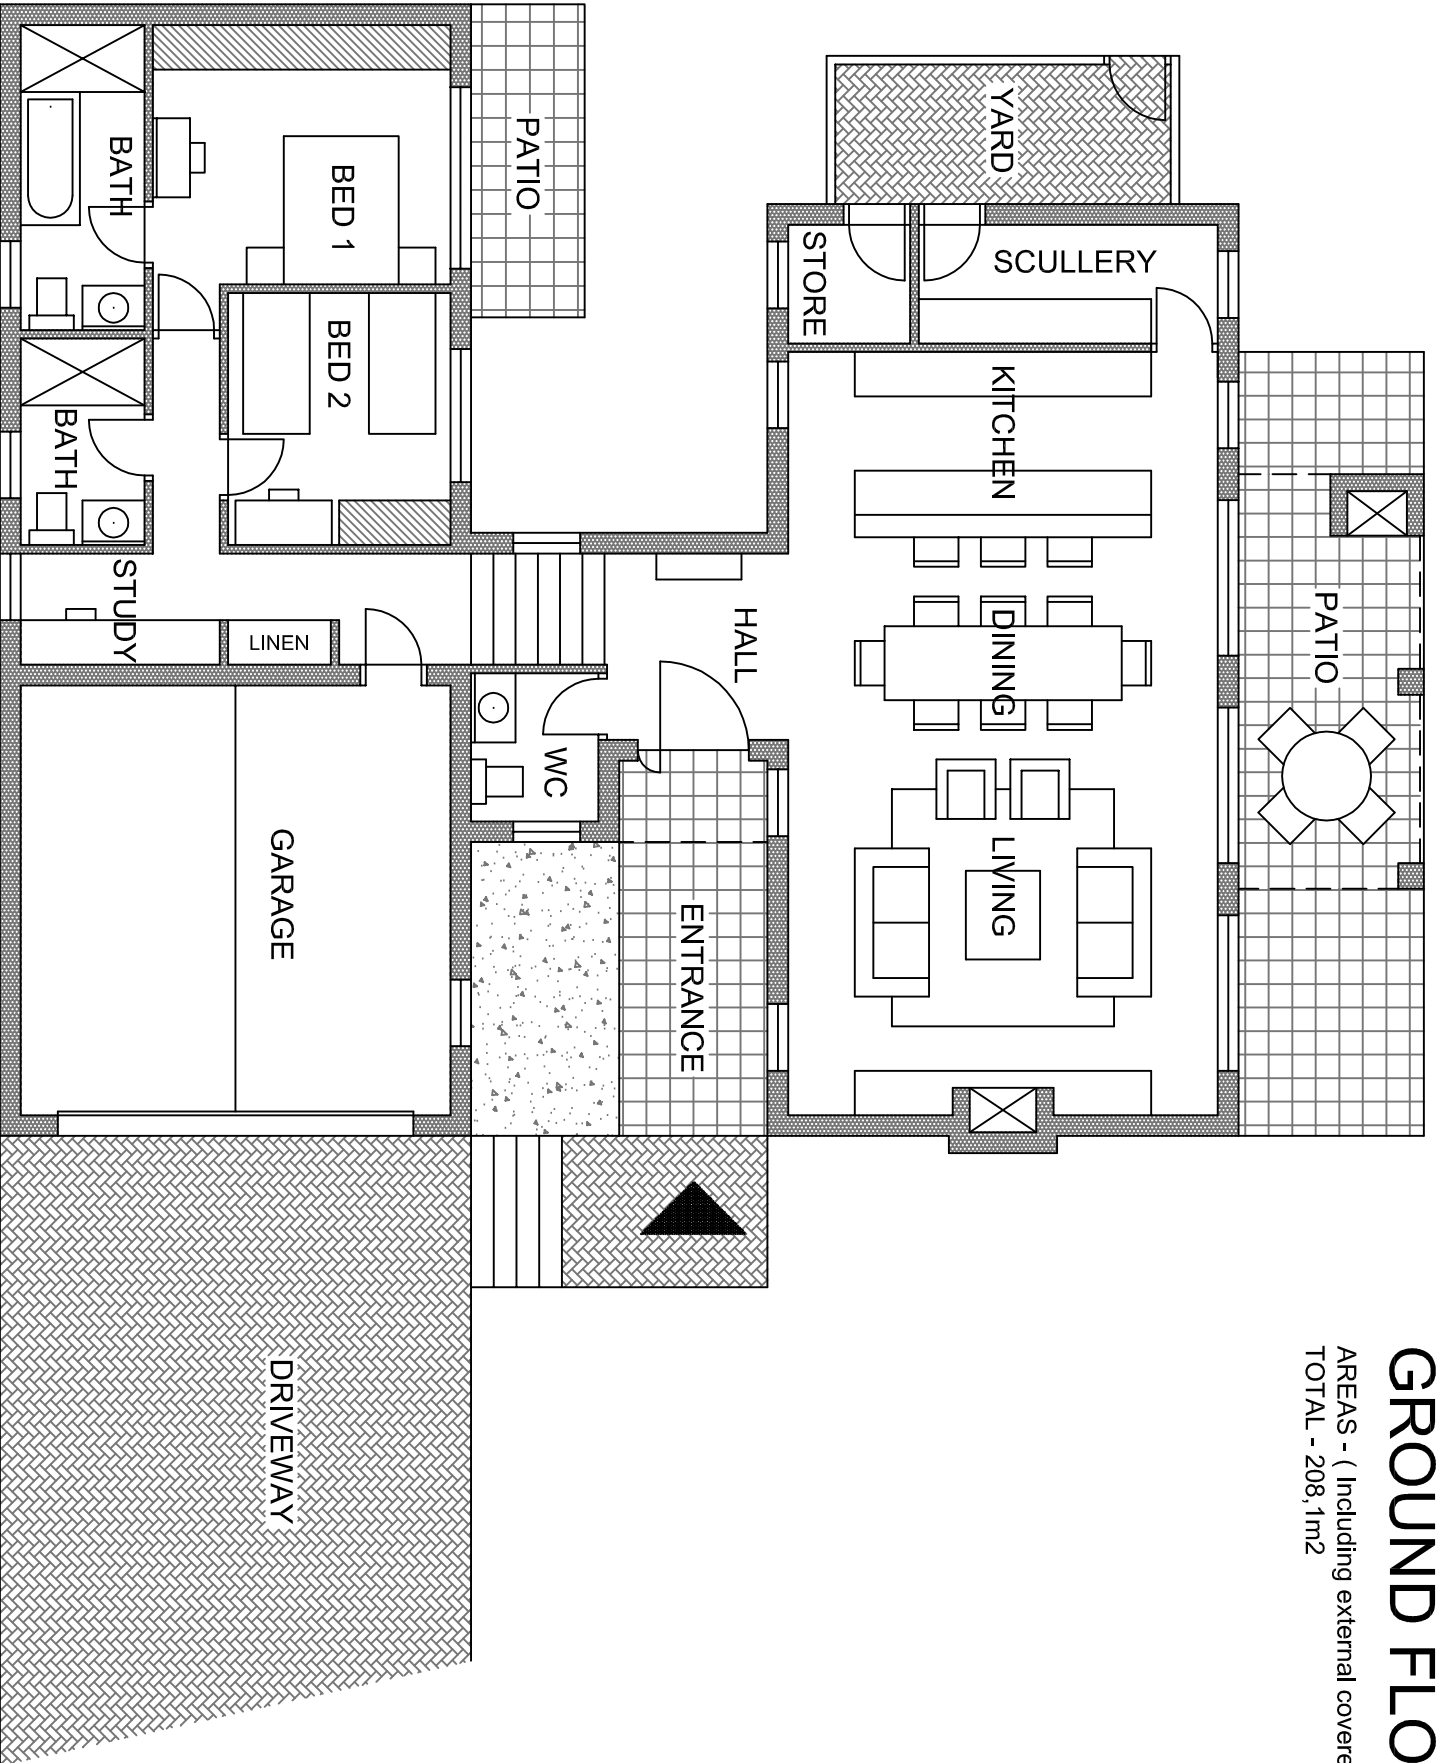 GROUND FLO
AREAS - ( Including external covere
TOTAL - 208,1m2
YARD
PATIO
BATH
BED 1
STORE
SCULLERY
BED 2
KITCHEN
BATH
STUDY
LINEN
HALL
DINING
PATIO
WC
GARAGE
LIVING
ENTRANCE
DRIVEWAY